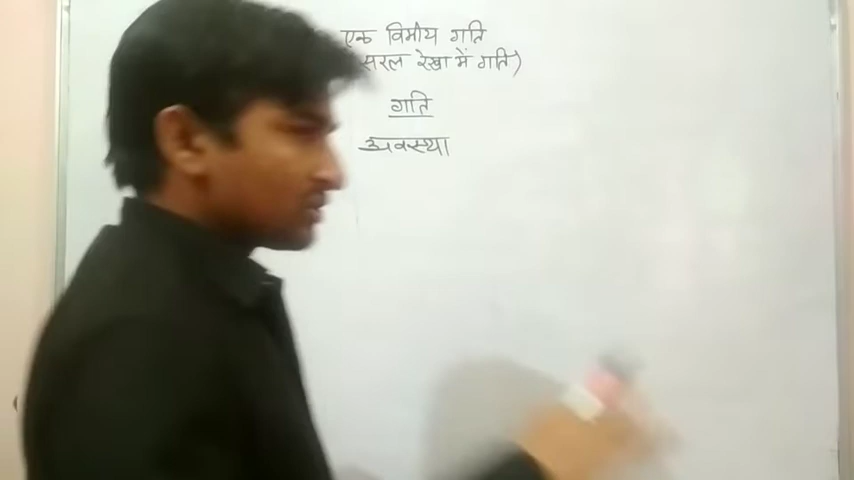 एक विमीय गति
सरल रेखा में गति)
गति
अवस्था